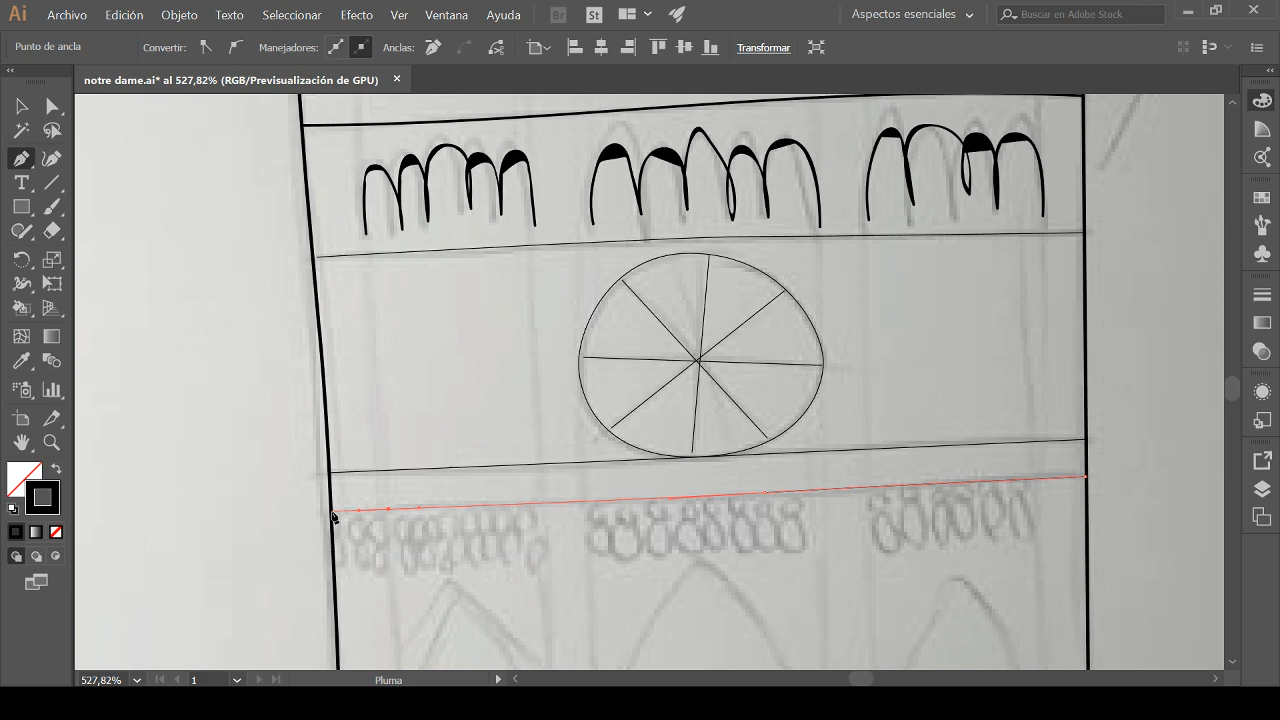 Ai Archivo Edición Objeto Texto Seleccionar Efecto Ver Ventana Ayuda Br St Aspectos esenciales Buscar en Adobe Stock
Punto de ancla Convertir: Manejadores: Anclas: Transformar
notre dame.ai* al 527,82% (RGB/Previsualización de GPU) ×
527,82% 1 Pluma